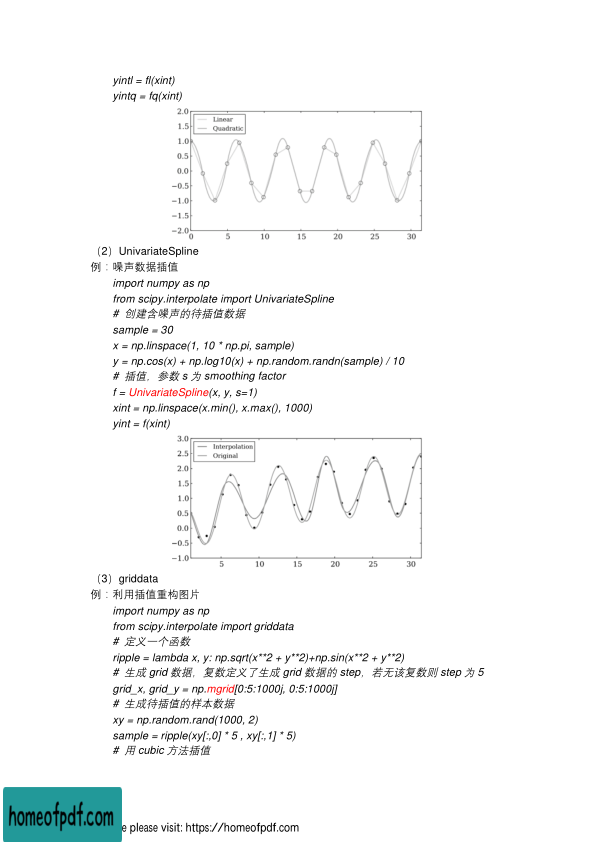 yintl = fl(xint)
yintq = fq(xint)
2.0
1.5
1.0
0.5
0.0
−0.5
−1.0
−1.5
−2.0
Linear
Quadratic
0 5 10 15 20 25 30
（2）UnivariateSpline
例：噪声数据插值
import numpy as np
from scipy.interpolate import UnivariateSpline
# 创建含噪声的待插值数据
sample = 30
x = np.linspace(1, 10 * np.pi, sample)
y = np.cos(x) + np.log10(x) + np.random.randn(sample) / 10
# 插值，参数 s 为 smoothing factor
f = UnivariateSpline(x, y, s=1)
xint = np.linspace(x.min(), x.max(), 1000)
yint = f(xint)
3.0
2.5
2.0
1.5
1.0
0.5
0.0
−0.5
−1.0
Interpolation
Original
5 10 15 20 25 30
（3）griddata
例：利用插值重构图片
import numpy as np
from scipy.interpolate import griddata
# 定义一个函数
ripple = lambda x, y: np.sqrt(x**2 + y**2)+np.sin(x**2 + y**2)
# 生成 grid 数据，复数定义了生成 grid 数据的 step，若无该复数则 step 为 5
grid_x, grid_y = np.mgrid[0:5:1000j, 0:5:1000j]
# 生成待插值的样本数据
xy = np.random.rand(1000, 2)
sample = ripple(xy[:,0] * 5 , xy[:,1] * 5)
# 用 cubic 方法插值
homeofpdf.com
e please visit: https://homeofpdf.com